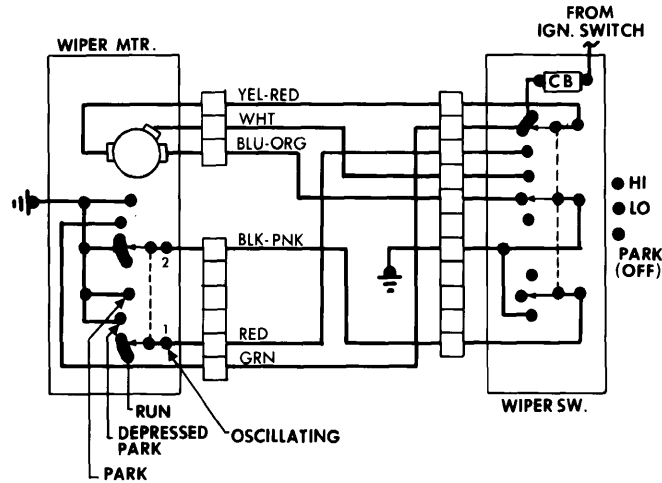 FROM
IGN. SWITCH
WIPER MTR.
CB
YEL-RED
WHT
BLU-ORG
HI
LO
PARK
(OFF)
BLK-PNK
2
1
RED
GRN
RUN
DEPRESSED
PARK
OSCILLATING
PARK
WIPER SW.